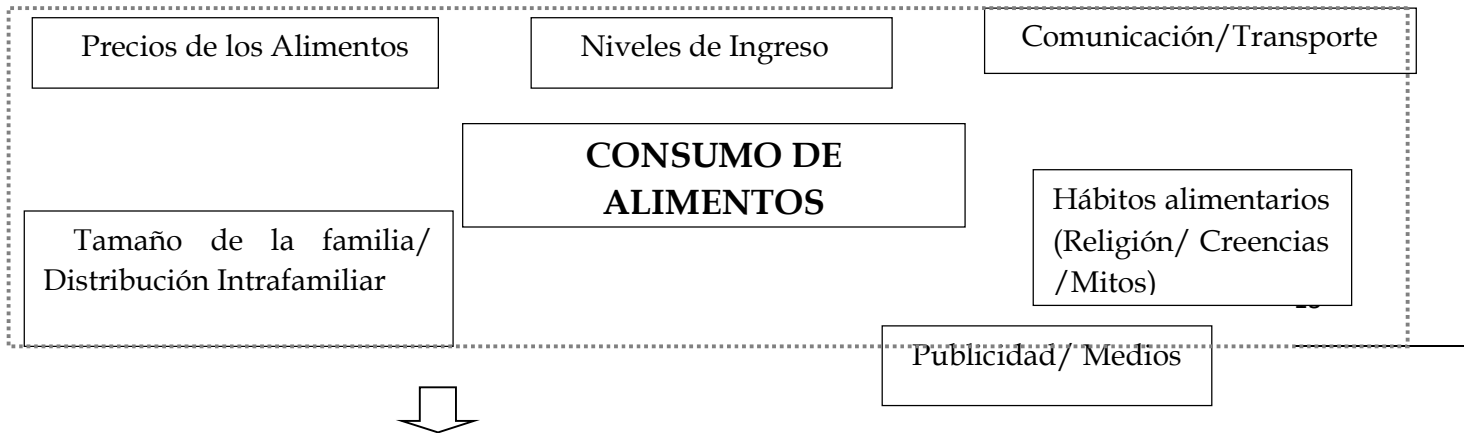 Precios de los Alimentos
Niveles de Ingreso
Comunicación/Transporte
CONSUMO DE
ALIMENTOS
Hábitos alimentarios
(Religión/ Creencias
/Mitos)
Tamaño de la familia/
Distribución Intrafamiliar
Publicidad/ Medios